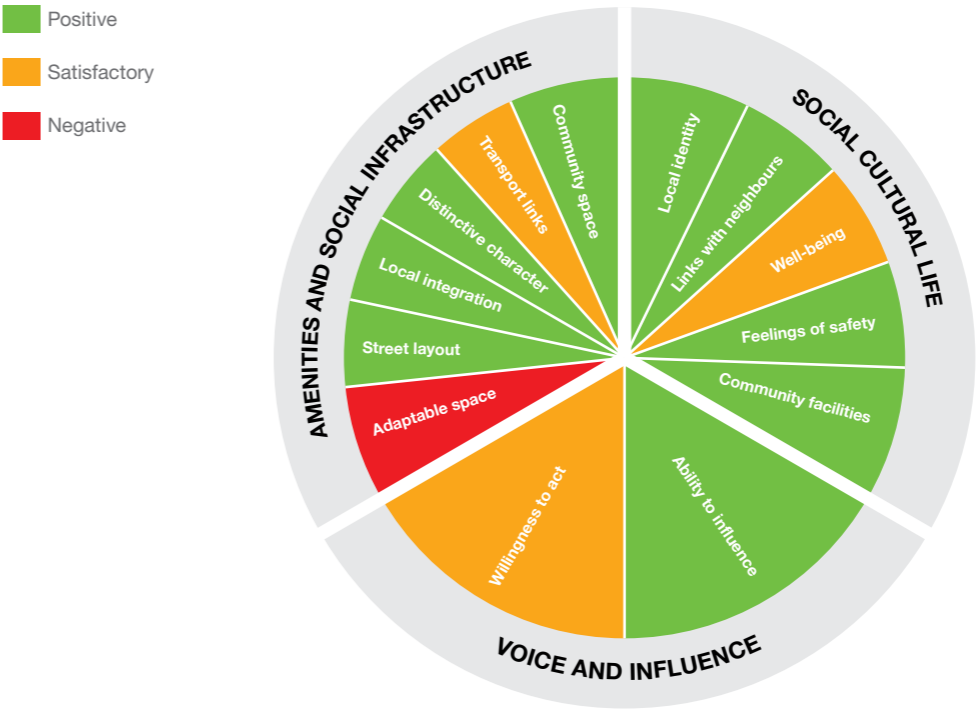 Positive
Satisfactory
Negative
AMENITIES AND SOCIAL INFRASTRUCTURE
SOCIAL CULTURAL LIFE
VOICE AND INFLUENCE
Local identity
Links with neighbours
Well-being
Feelings of safety
Community facilities
Ability to influence
Willingness to act
Adaptable space
Street layout
Local integration
Distinctive character
Transport links
Community space